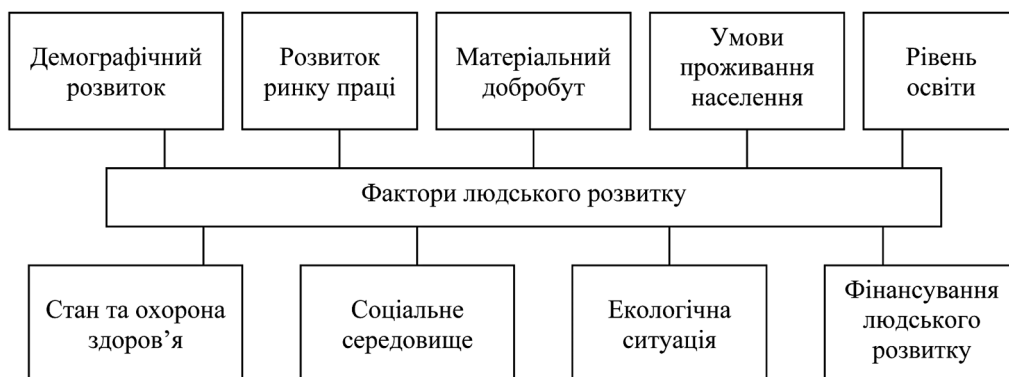 Демографічний
розвиток
Розвиток
ринку праці
Матеріальний
добробут
Умови
проживання
населення
Рівень
освіти
Фактори людського розвитку
Стан та охорона
здоров’я
Соціальне
середовище
Екологічна
ситуація
Фінансування
людського
розвитку